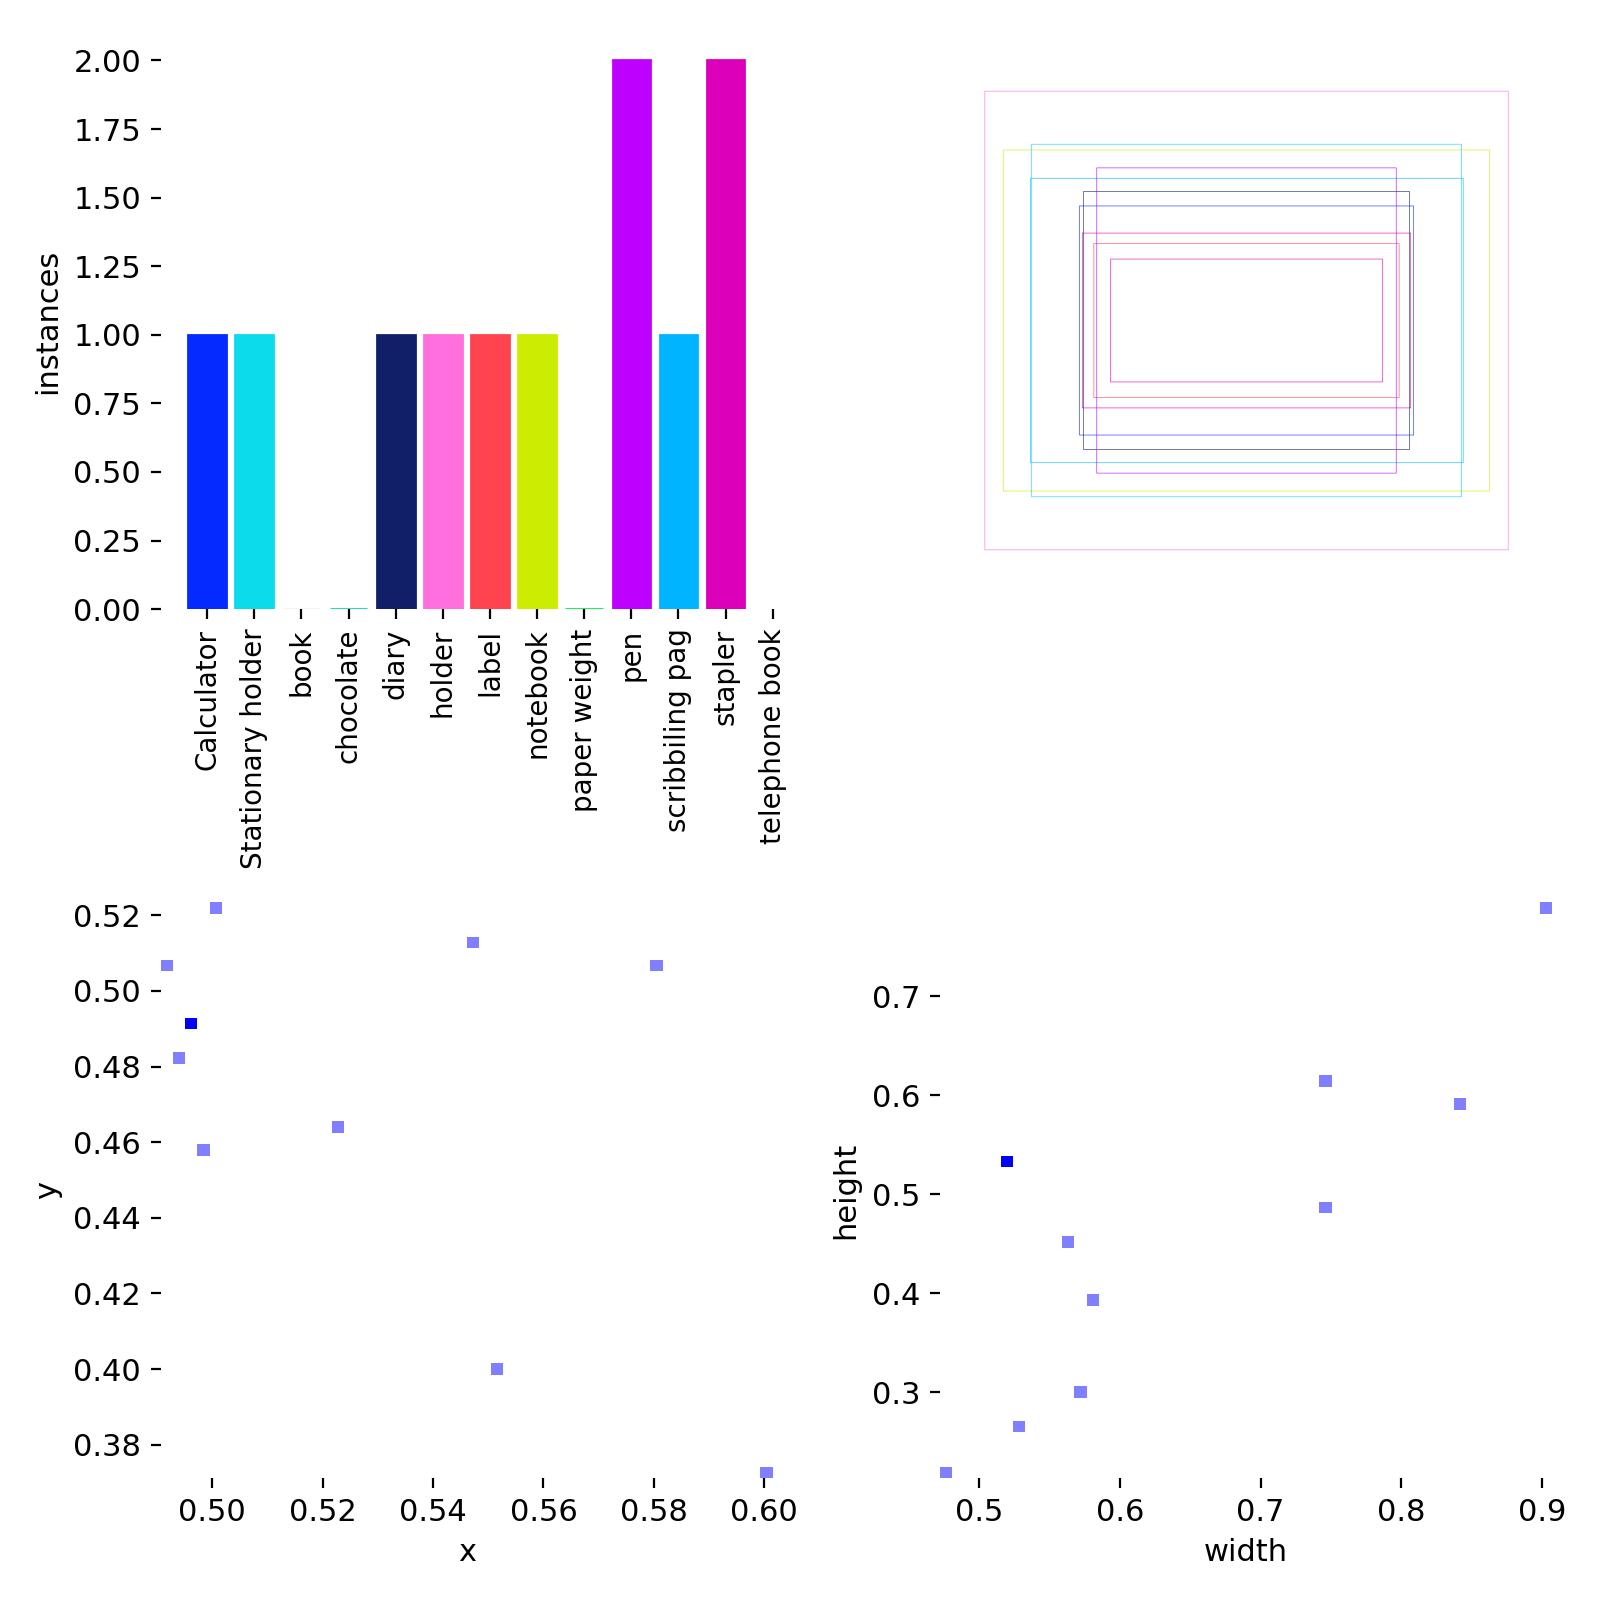 2.00
1.75
1.50
1.25
1.00
0.75
0.50
0.25
0.00
instances
Calculator
Stationary holder
book
chocolate
diary
holder
label
notebook
paper weight
pen
scribbiling pag
stapler
telephone book
0.52
0.50
0.48
0.46
0.44
0.42
0.40
0.38
y
0.50 0.52 0.54 0.56 0.58 0.60
x
0.7
0.6
0.5
0.4
0.3
height
0.5 0.6 0.7 0.8 0.9
width